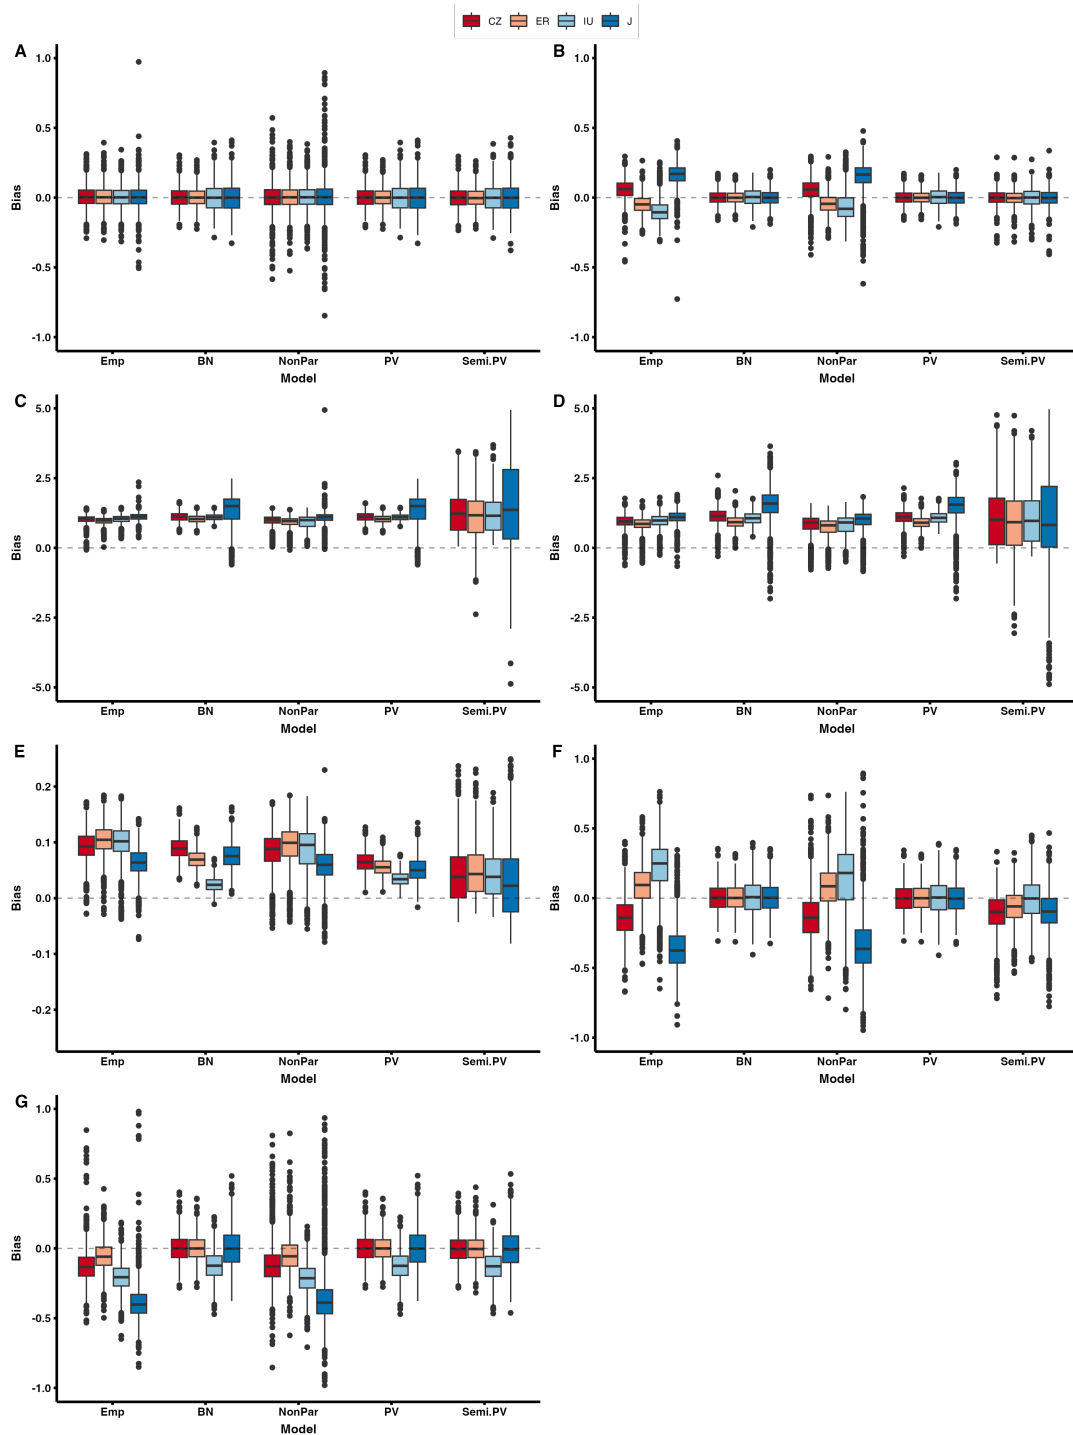 CZ ER IU J
A
1.0
0.5
0.0
-0.5
-1.0
Bias
Emp BN NonPar PV Semi.PV
Model
B
1.0
0.5
0.0
-0.5
-1.0
Bias
Emp BN NonPar PV Semi.PV
Model
C
5.0
2.5
0.0
-2.5
-5.0
Bias
Emp BN NonPar PV Semi.PV
Model
D
5.0
2.5
0.0
-2.5
-5.0
Bias
Emp BN NonPar PV Semi.PV
Model
E
0.2
0.1
0.0
-0.1
-0.2
Bias
Emp BN NonPar PV Semi.PV
Model
F
1.0
0.5
0.0
-0.5
-1.0
Bias
Emp BN NonPar PV Semi.PV
Model
G
1.0
0.5
0.0
-0.5
-1.0
Bias
Emp BN NonPar PV Semi.PV
Model